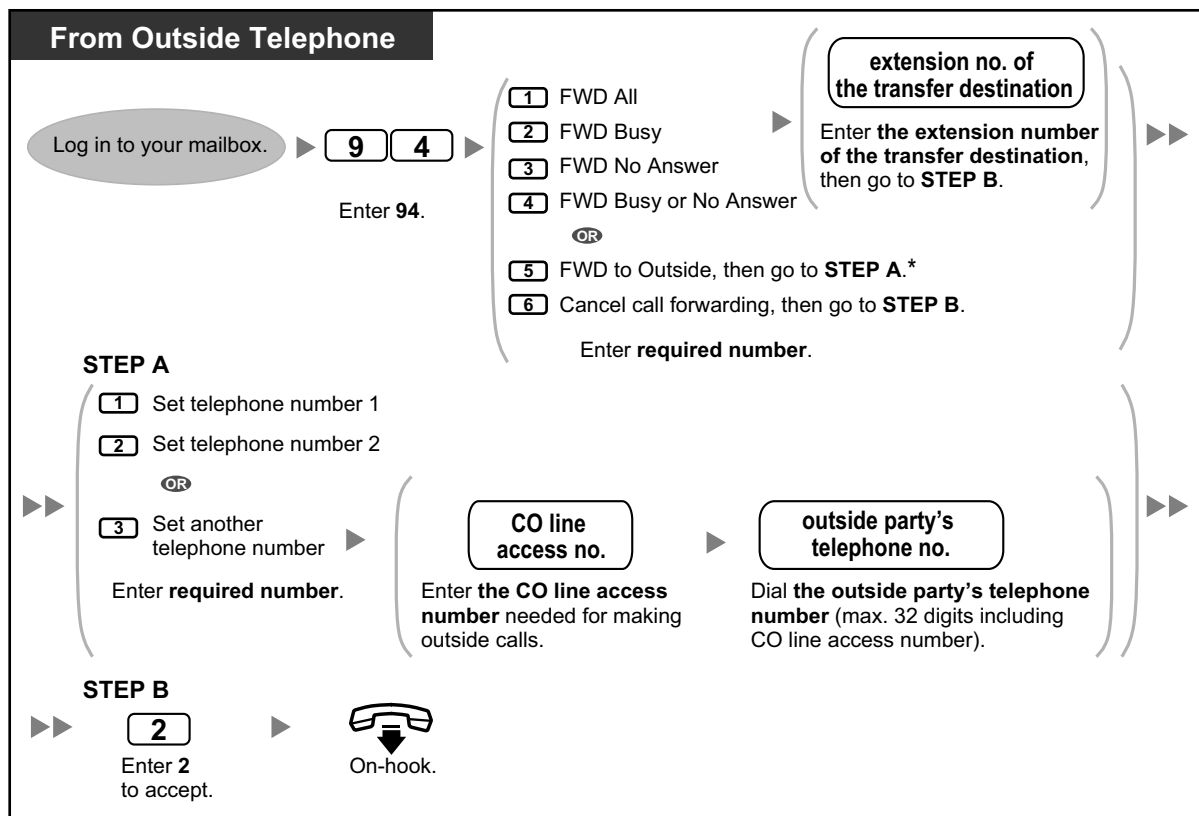 From Outside Telephone
Log in to your mailbox.
9 4
Enter 94.
1 FWD All
2 FWD Busy
3 FWD No Answer
4 FWD Busy or No Answer
OR
5 FWD to Outside, then go to STEP A.*
6 Cancel call forwarding, then go to STEP B.
Enter required number.
extension no. of
the transfer destination
Enter the extension number
of the transfer destination,
then go to STEP B.
STEP A
1 Set telephone number 1
2 Set telephone number 2
OR
3 Set another
telephone number
Enter required number.
CO line
access no.
Enter the CO line access
number needed for making
outside calls.
outside party's
telephone no.
Dial the outside party's telephone
number (max. 32 digits including
CO line access number).
STEP B
2
Enter 2
to accept.
On-hook.